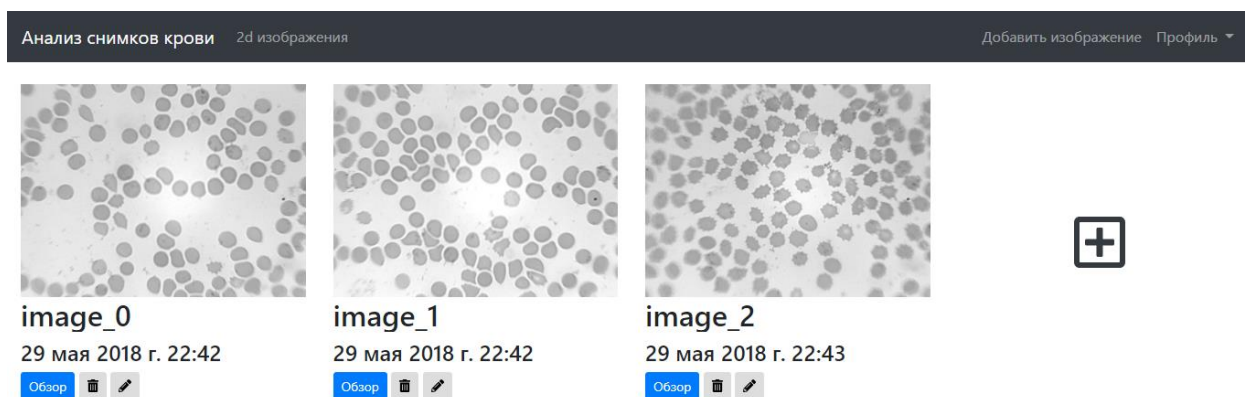 Анализ снимков крови 2d изображения Добавить изображение Профиль
image_0 image_1 image_2
29 мая 2018 г. 22:42 29 мая 2018 г. 22:42 29 мая 2018 г. 22:43
Обзор Обзор Обзор